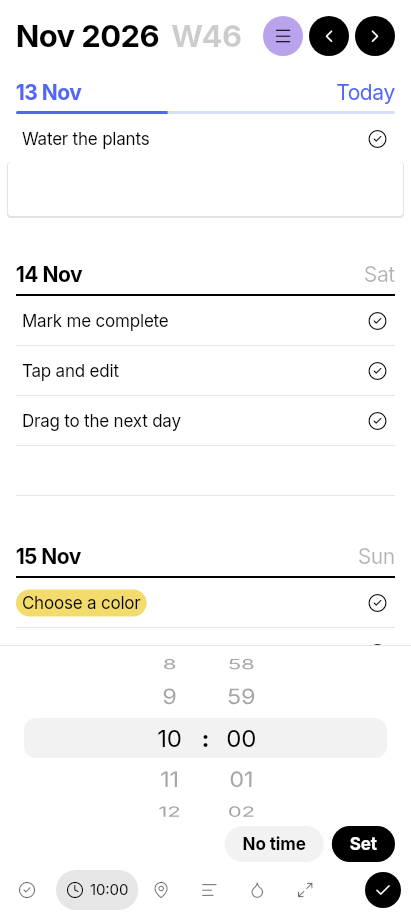 Nov 2026 W46
13 Nov Today
Water the plants
14 Nov Sat
Mark me complete
Tap and edit
Drag to the next day
15 Nov Sun
Choose a color
8 58
9 59
10 : 00
11 01
12 02
No time Set
10:00